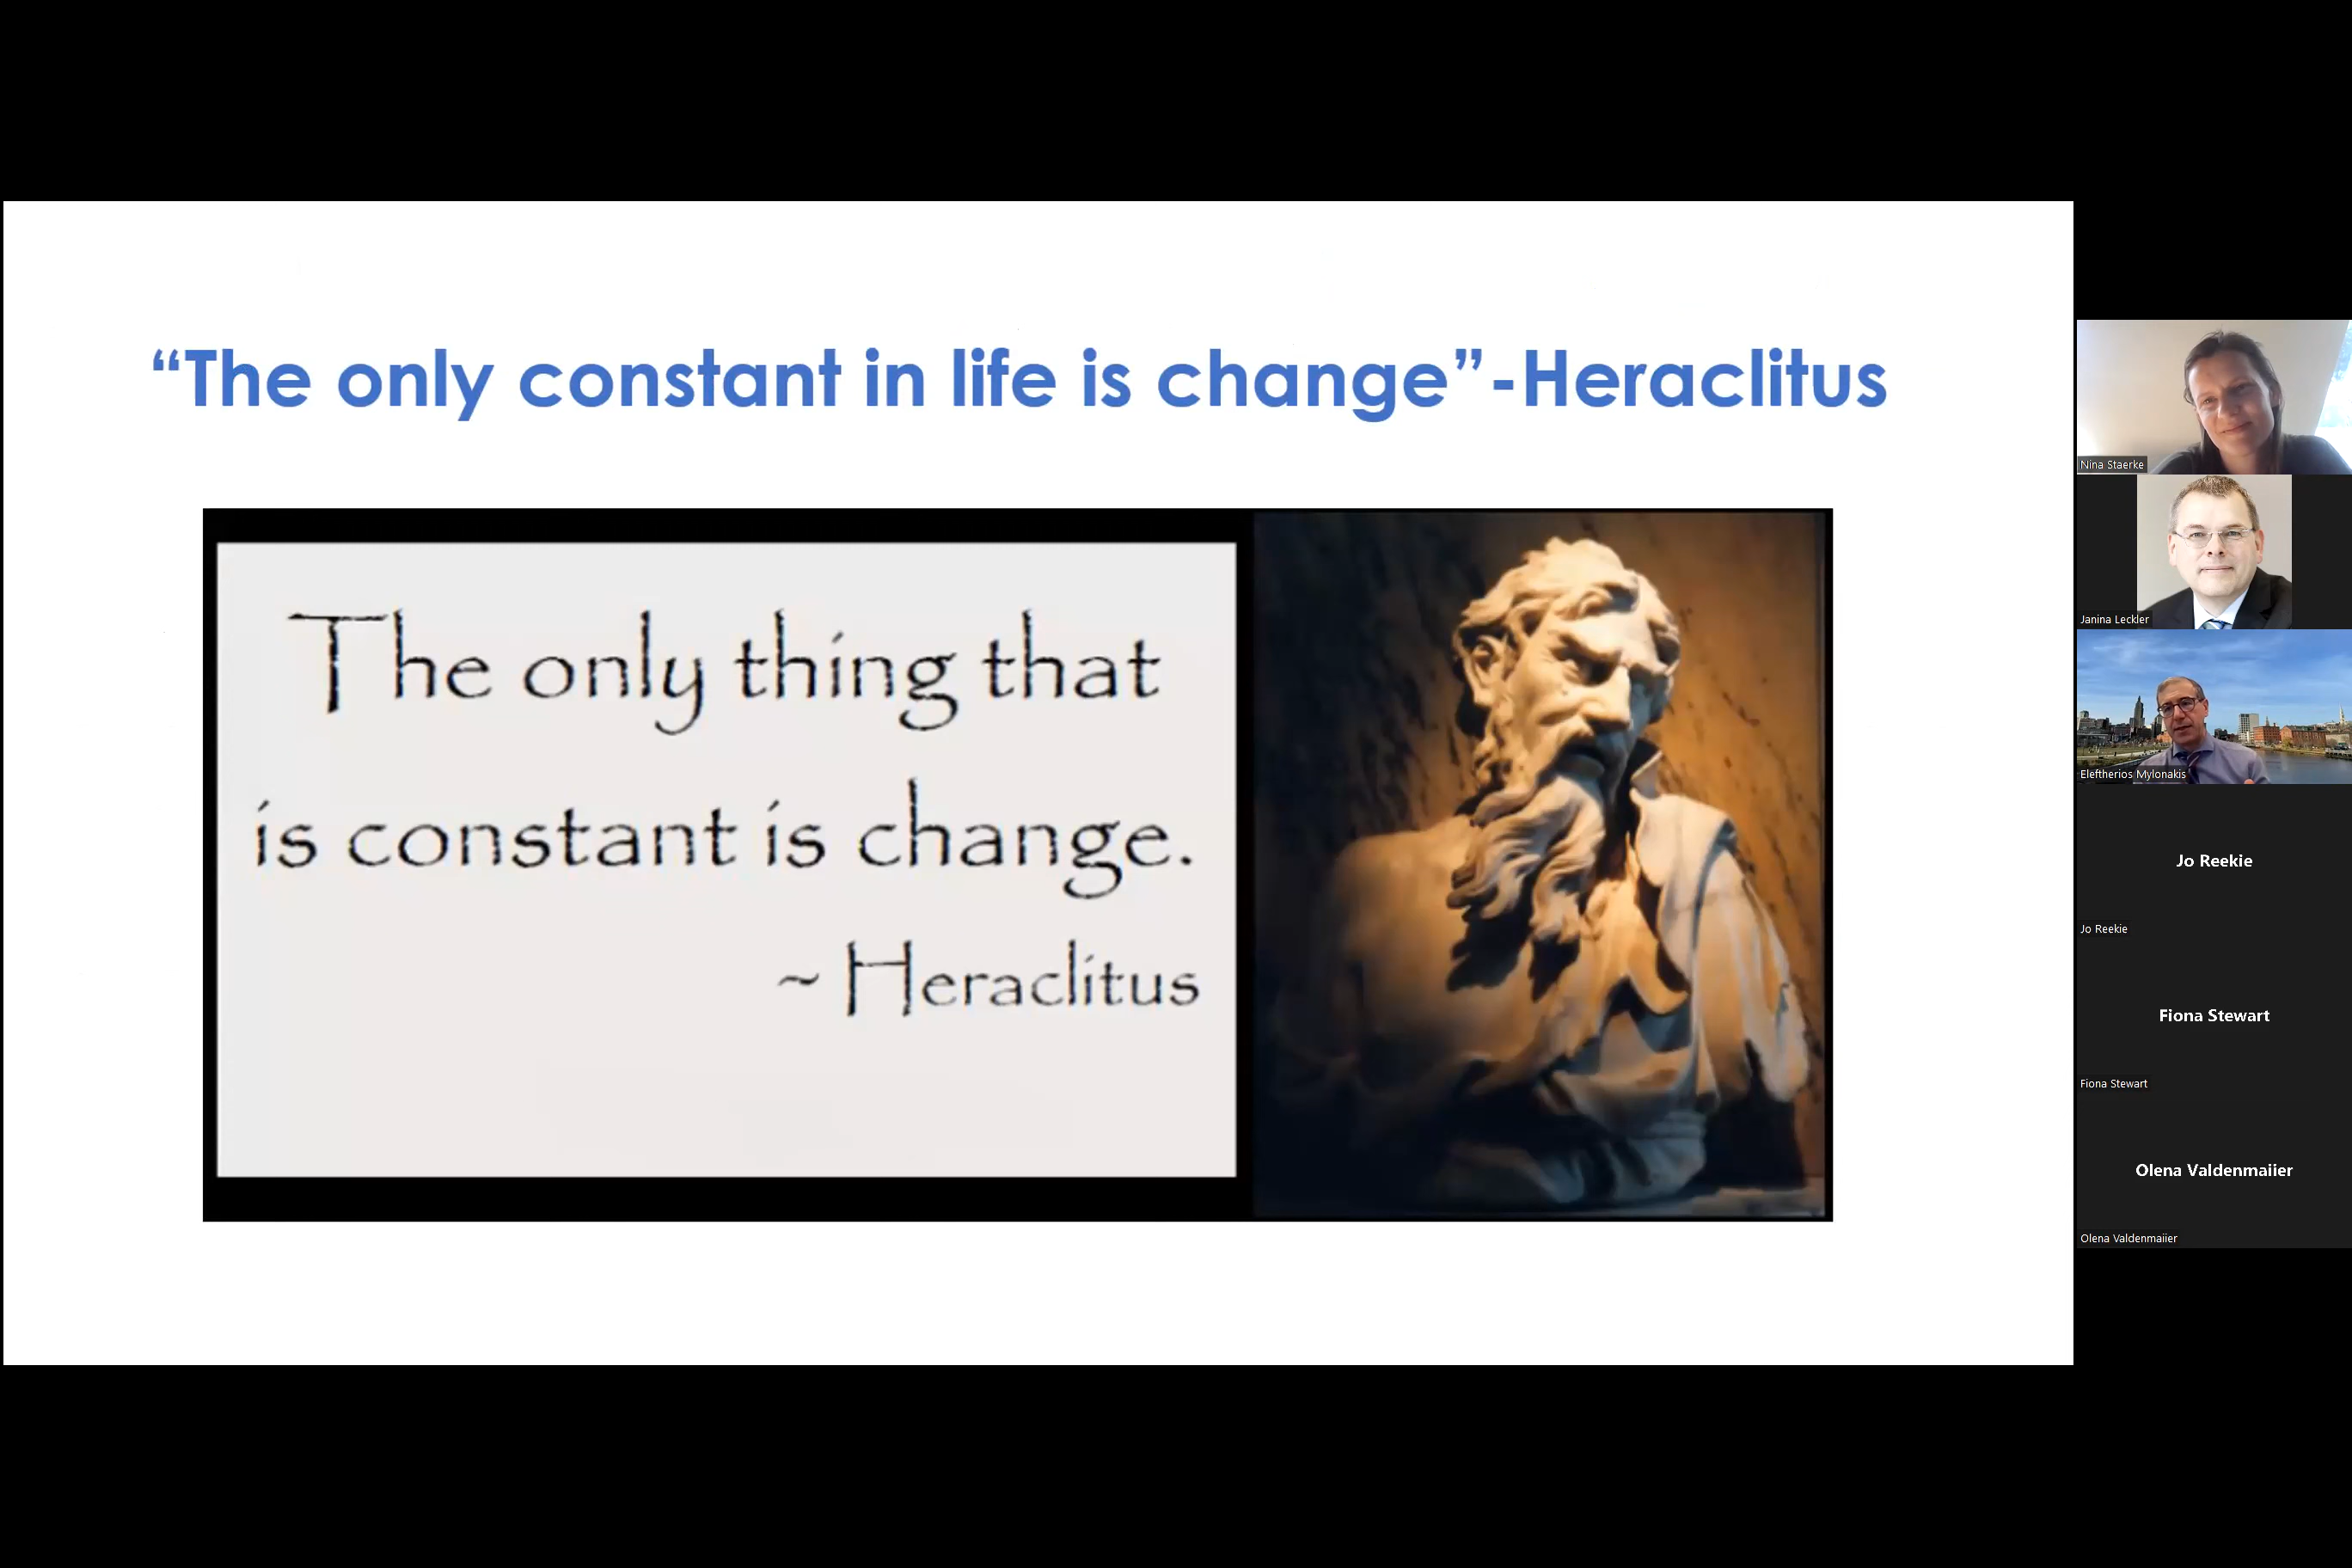 “The only constant in life is change”-Heraclitus
The only thing that
is constant is change.
~ Heraclitus
Nina Staerke
Janina Leckler
Eleftherios Mylonakis
Jo Reekie
Jo Reekie
Fiona Stewart
Fiona Stewart
Olena Valdenmaiier
Olena Valdenmaiier